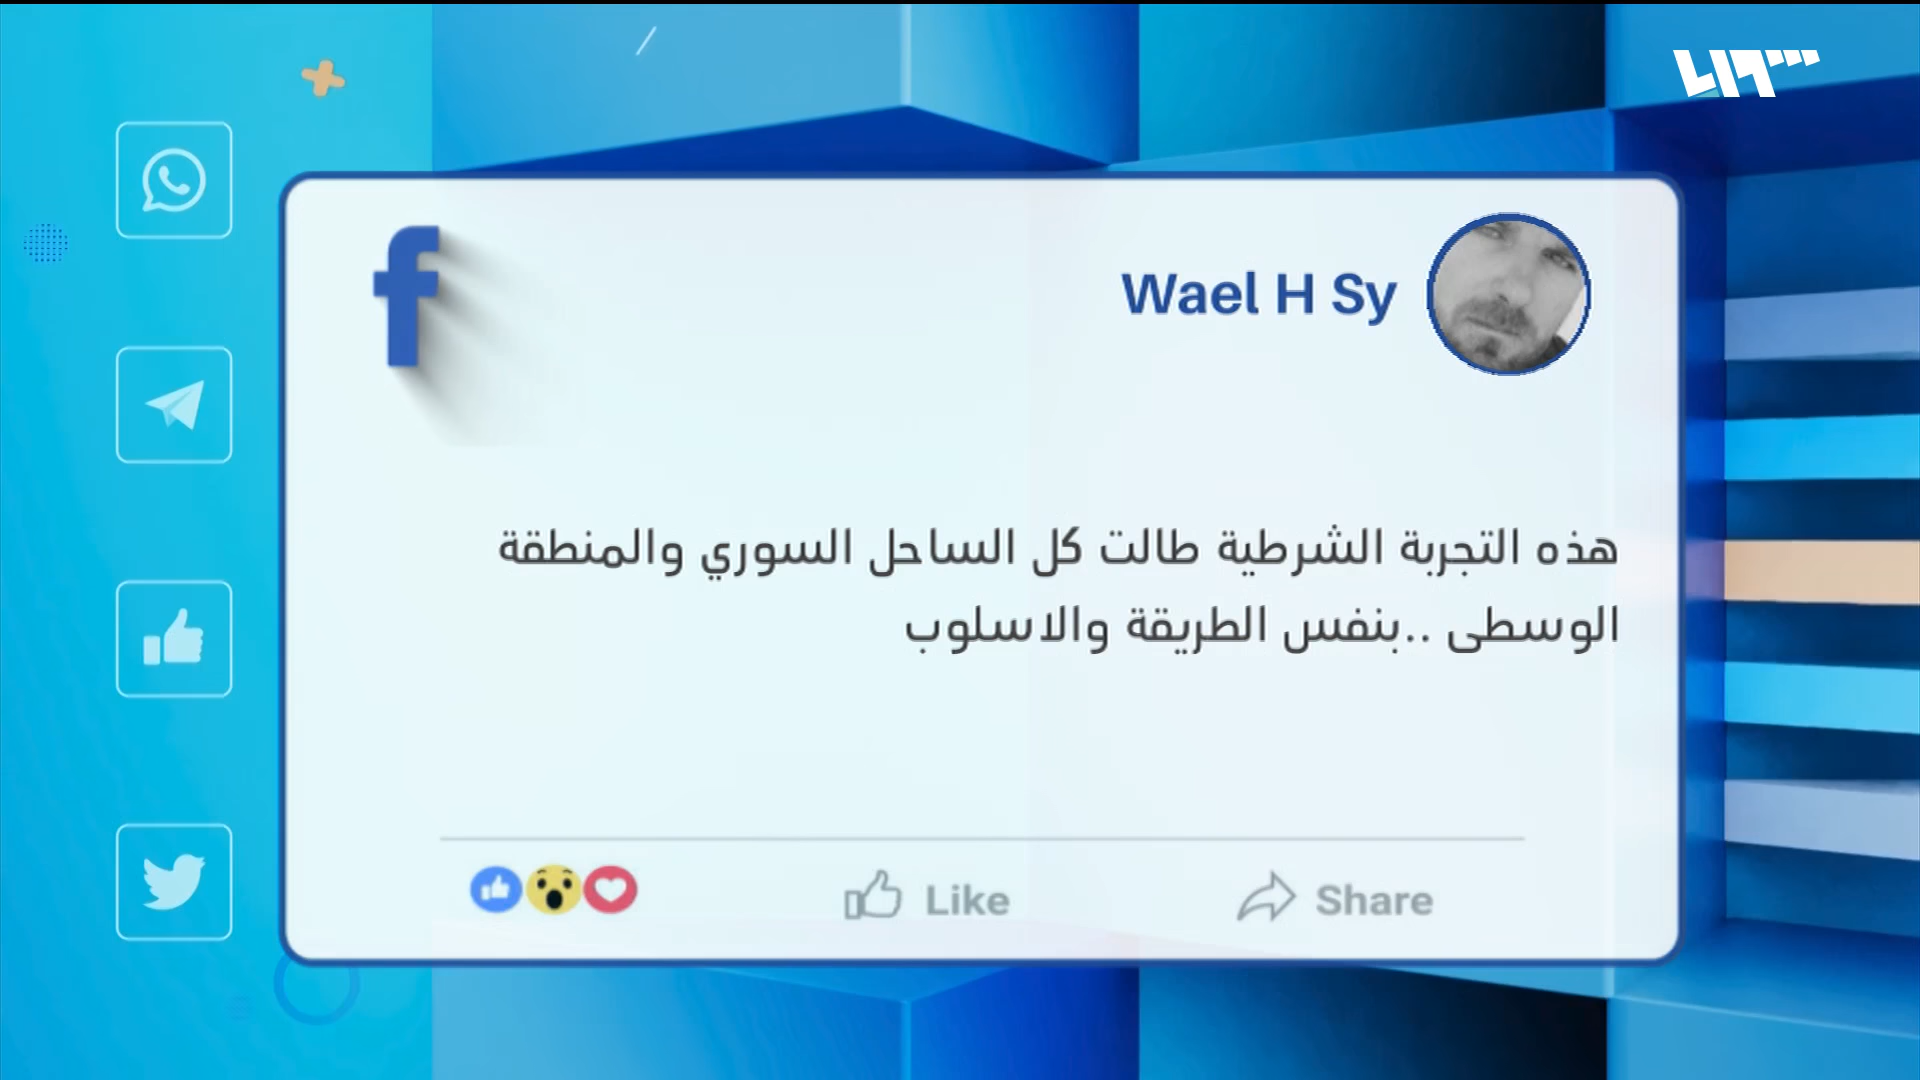 Wael H Sy
هذه التجربة الشرطية طالت كل الساحل السوري والمنطقة
الوسطى ..بنفس الطريقة والاسلوب
Like
Share